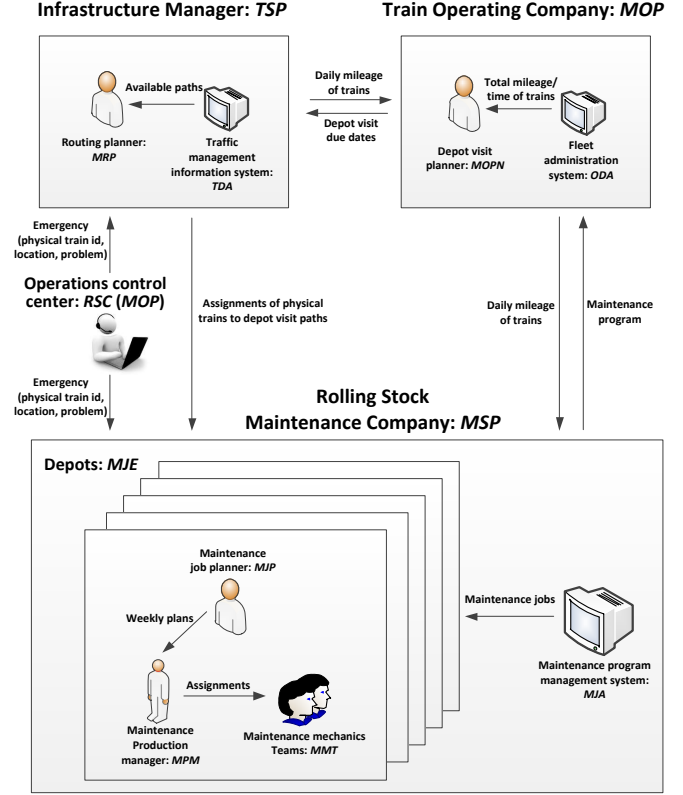 Infrastructure Manager: TSP
Train Operating Company: MOP
Available paths
Routing planner:
MRP
Traffic
management
information system:
TDA
Daily mileage
of trains
Depot visit
due dates
Total mileage/
time of trains
Depot visit
planner: MOPN
Fleet
administration
system: ODA
Emergency
(physical train id,
location, problem)
Operations control
center: RSC (MOP)
Emergency
(physical train id,
location, problem)
Assignments of physical
trains to depot visit paths
Daily mileage
of trains
Maintenance
program
Rolling Stock
Maintenance Company: MSP
Depots: MJE
Maintenance
job planner: MJP
Weekly plans
Assignments
Maintenance
Production
manager: MPM
Maintenance mechanics
Teams: MMT
Maintenance jobs
Maintenance program
management system:
MJA